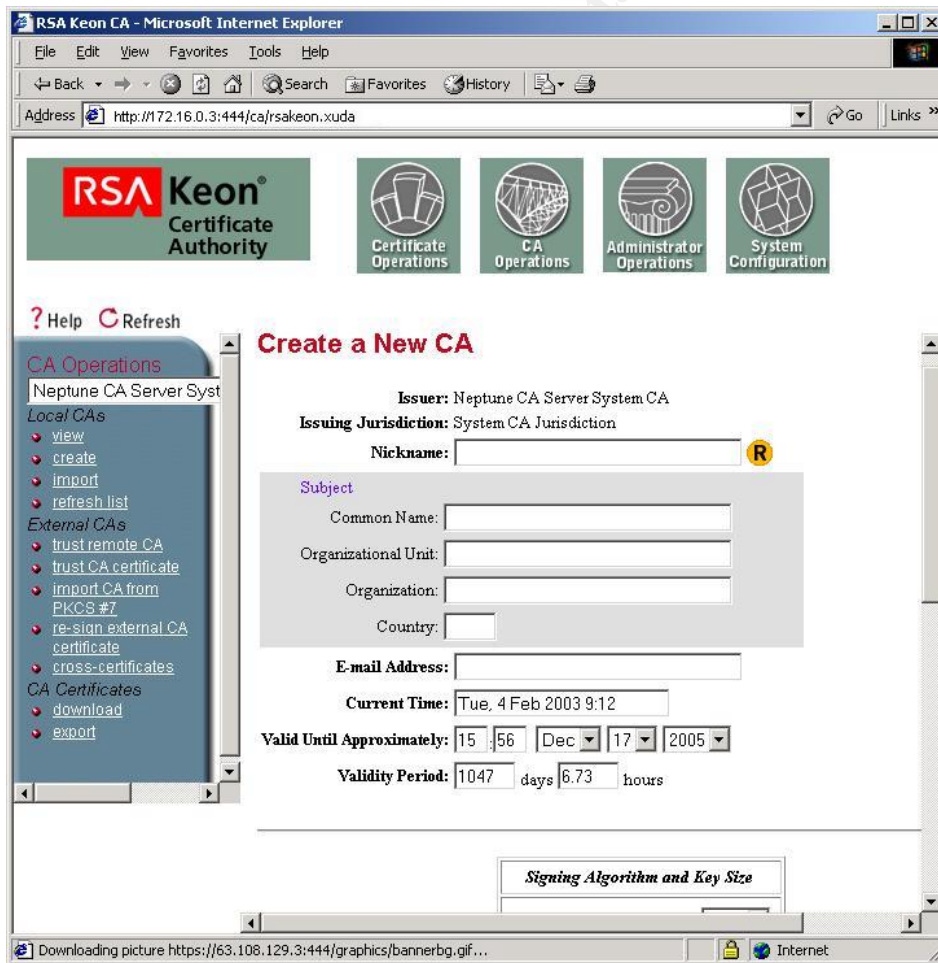 RSA Keon CA - Microsoft Internet Explorer
File Edit View Favorites Tools Help
Back Search Favorites History
Address http://172.16.0.3:444/ca/rsakeon.xuda Go Links »
RSA Keon®
Certificate
Authority
Certificate
Operations
CA
Operations
Administrator
Operations
System
Configuration
? Help Refresh
CA Operations
Neptune CA Server Syst
Local CAs
view
create
import
refresh list
External CAs
trust remote CA
trust CA certificate
import CA from
PKCS #7
re-sign external CA
certificate
cross-certificates
CA Certificates
download
export
Create a New CA
Issuer: Neptune CA Server System CA
Issuing Jurisdiction: System CA Jurisdiction
Nickname: R
Subject
Common Name:
Organizational Unit:
Organization:
Country:
E-mail Address:
Current Time: Tue, 4 Feb 2003 9:12
Valid Until Approximately: 15 :56 Dec 17 2005
Validity Period: 1047 days 6.73 hours
Signing Algorithm and Key Size
Downloading picture https://63.108.129.3:444/graphics/bannerbg.gif... Internet